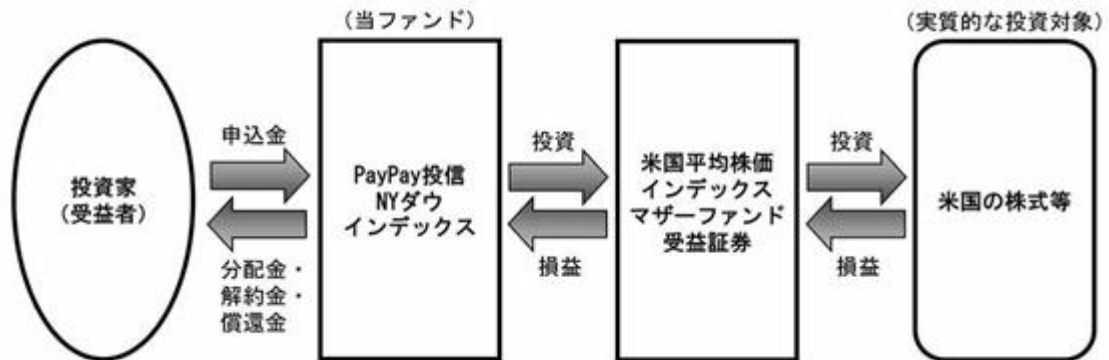 （当ファンド）
（実質的な投資対象）
投資家
（受益者）
申込金
分配金・
解約金・
償還金
PayPay投信
NYダウ
インデックス
投資
損益
米国平均株価
インデックス
マザーファンド
受益証券
投資
損益
米国の株式等